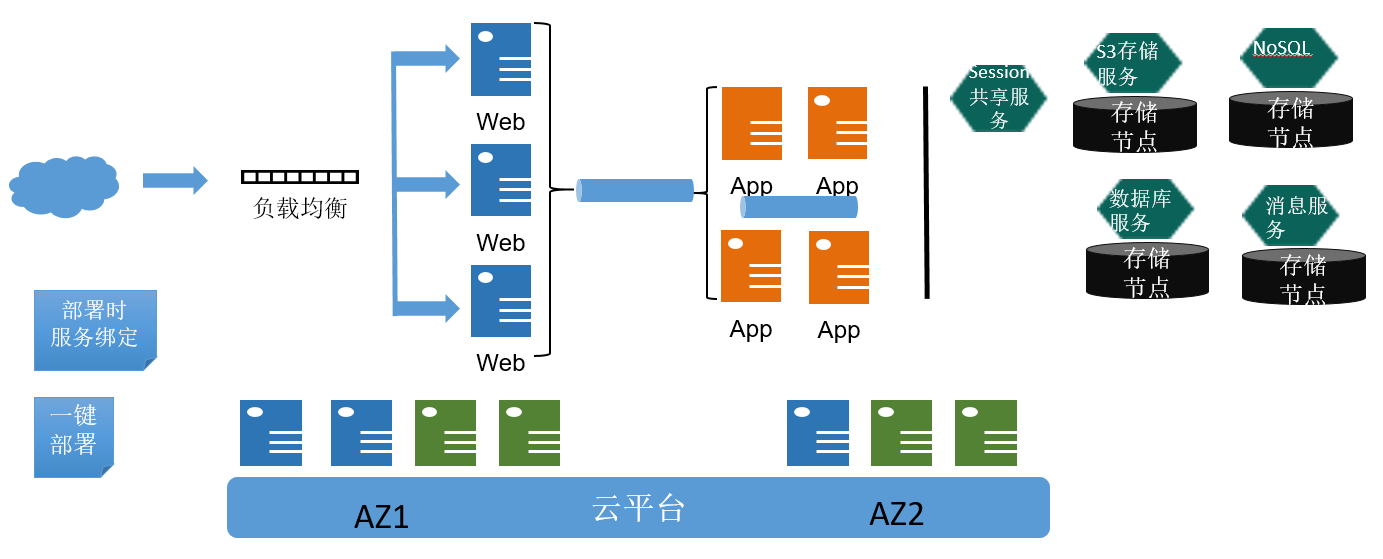 Web
负载均衡
Web
Web
App
App
App
App
Session
共享服
务
S3存储
服务
存储
节点
NoSQL
存储
节点
数据库
服务
存储
节点
消息服
务
存储
节点
部署时
服务绑定
一键
部署
AZ1
云平台
AZ2